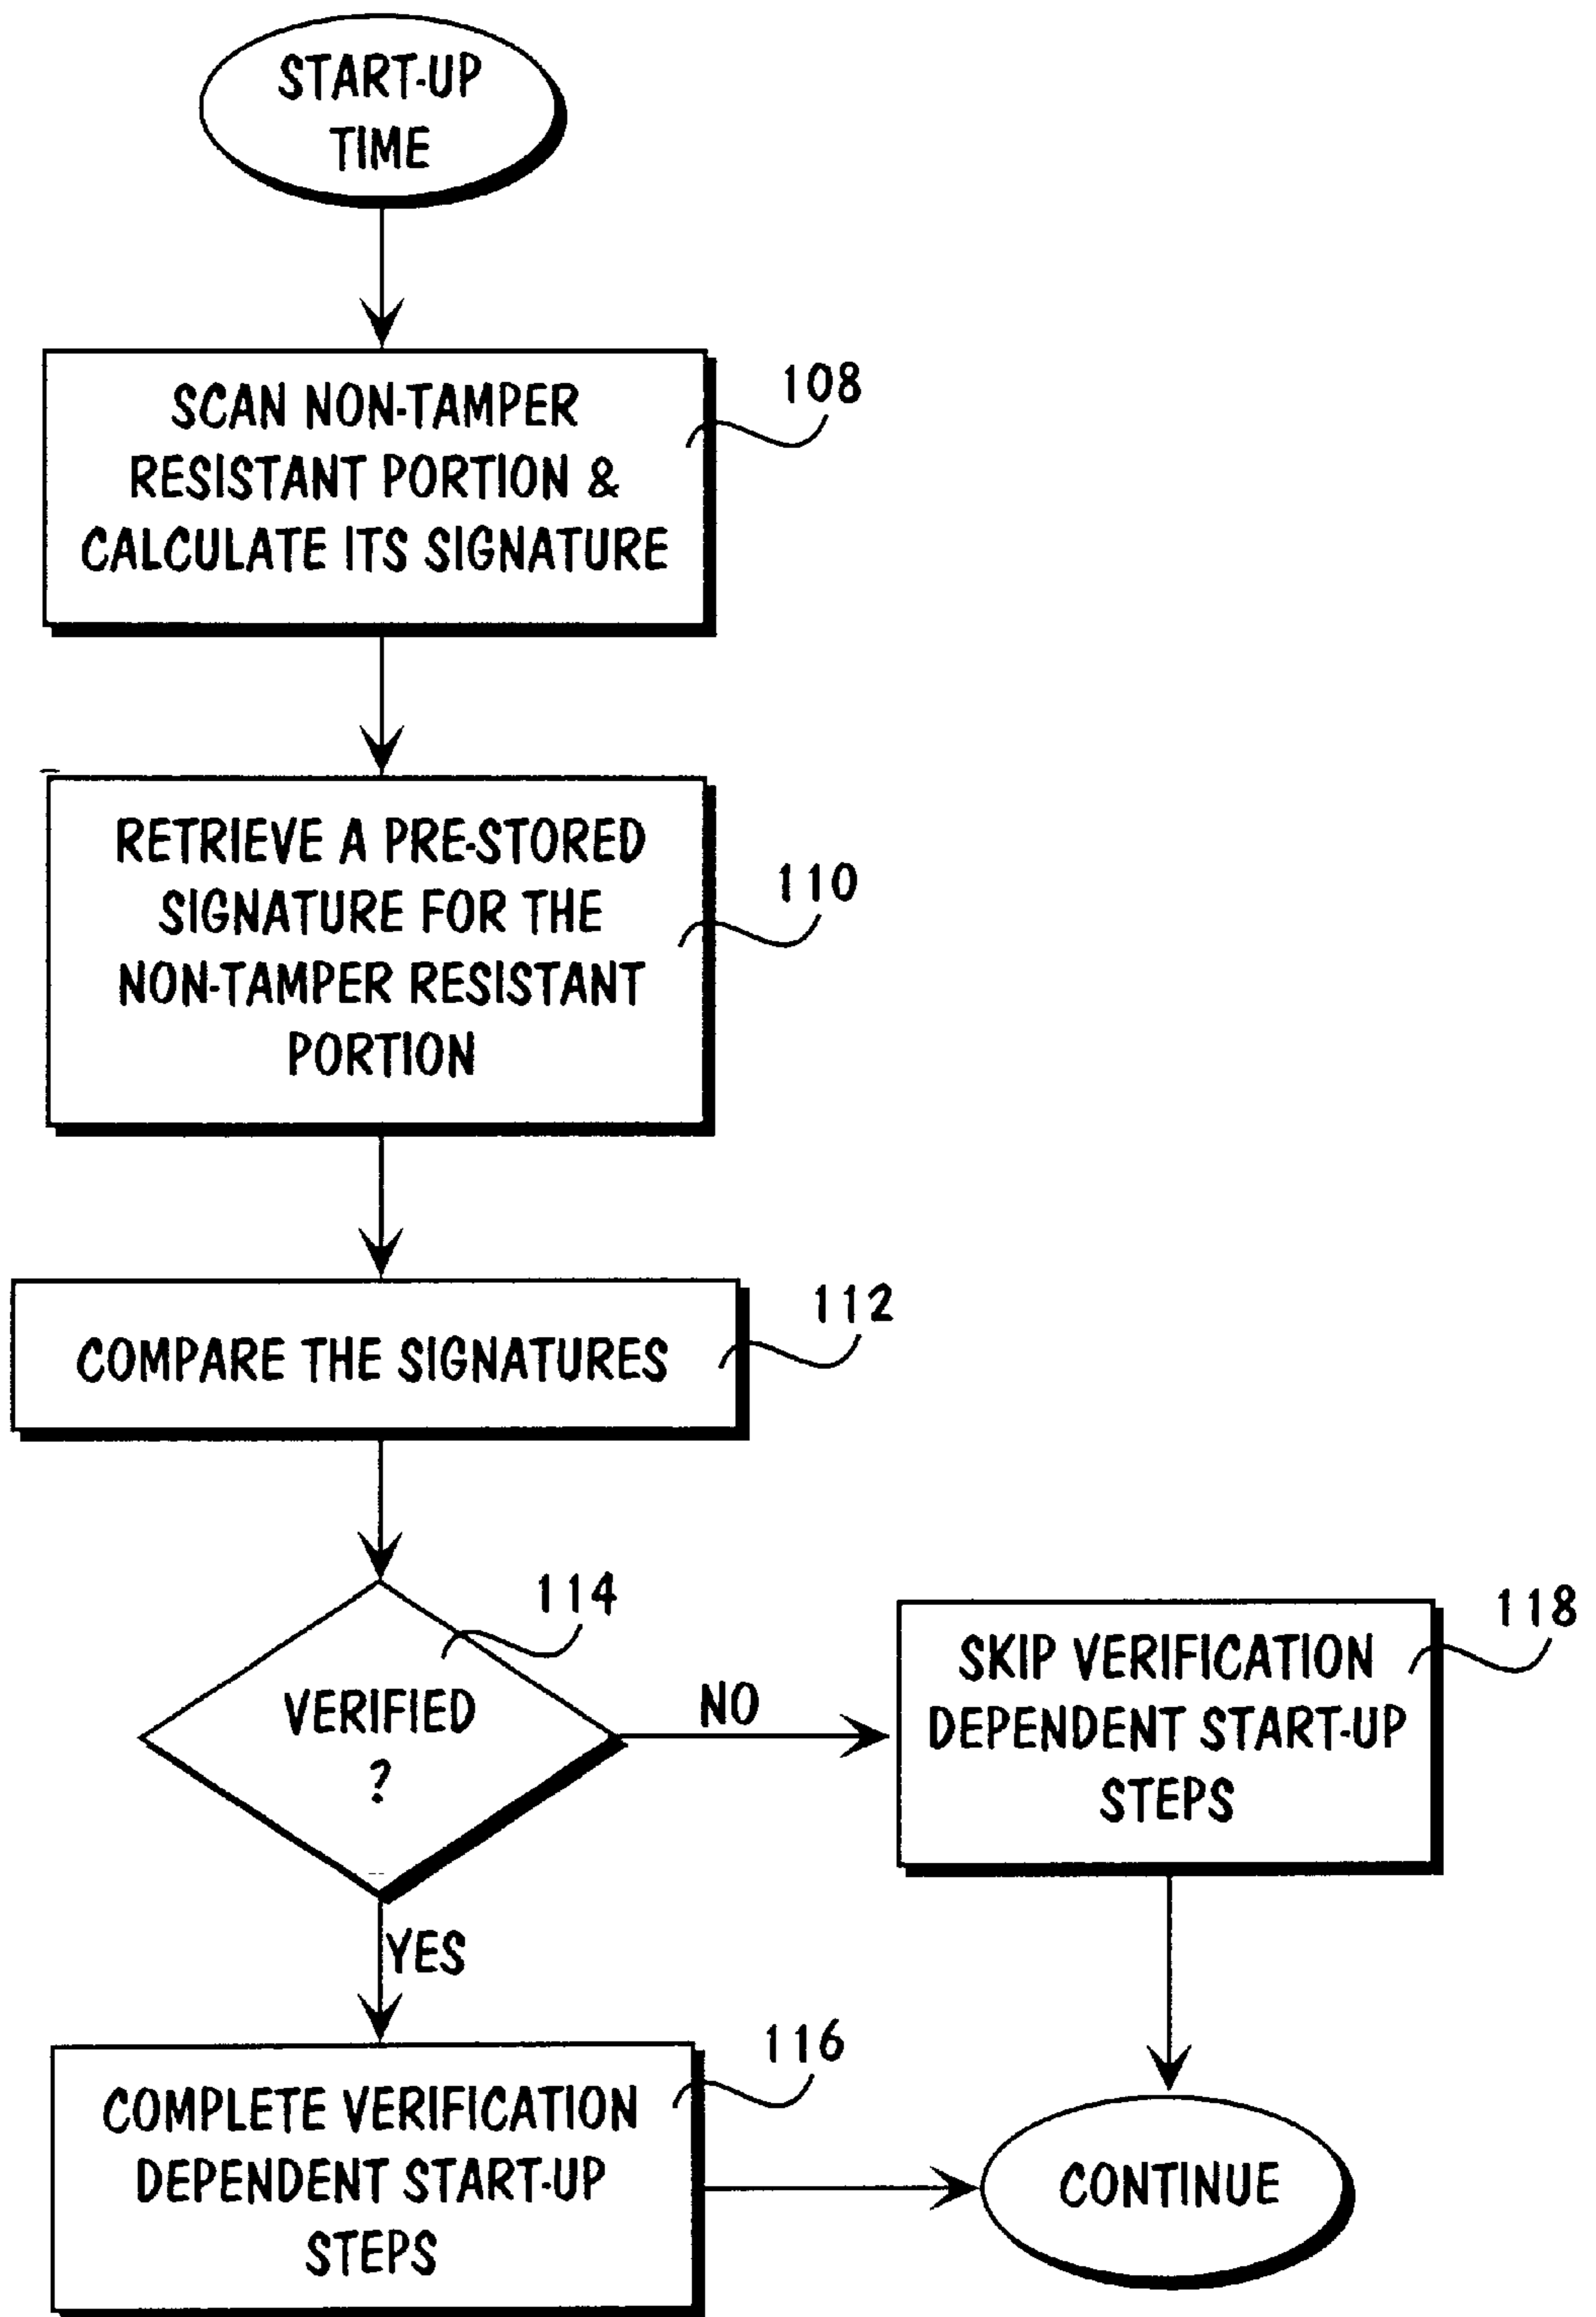 START-UP
TIME
SCAN NON-TAMPER
RESISTANT PORTION &
CALCULATE ITS SIGNATURE
108
RETRIEVE A PRE-STORED
SIGNATURE FOR THE
NON-TAMPER RESISTANT
PORTION
110
COMPARE THE SIGNATURES
112
VERIFIED
?
114
NO
SKIP VERIFICATION
DEPENDENT START-UP
STEPS
118
YES
COMPLETE VERIFICATION
DEPENDENT START-UP
STEPS
116
CONTINUE